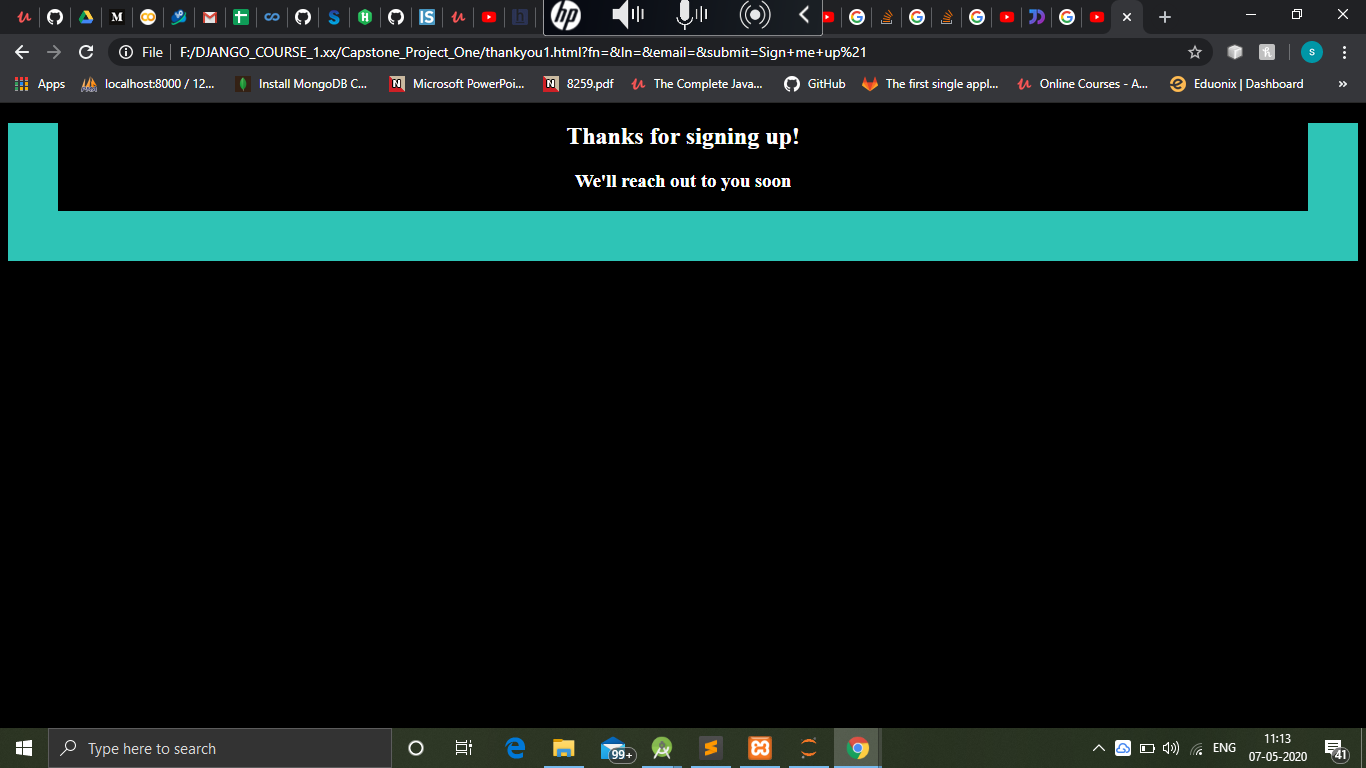 hp
File F:/DJANGO_COURSE_1.xx/Capstone_Project_One/thankyou1.html?fn=&ln=&email=&submit=Sign+me+up%21 s
Apps localhost:8000 / 12... Install MongoDB C... Microsoft PowerPoi... 8259.pdf The Complete Java... GitHub The first single appl... Online Courses - A... Eduonix | Dashboard »
Thanks for signing up!
We'll reach out to you soon
Type here to search 99+ ENG 11:13
07-05-2020 41